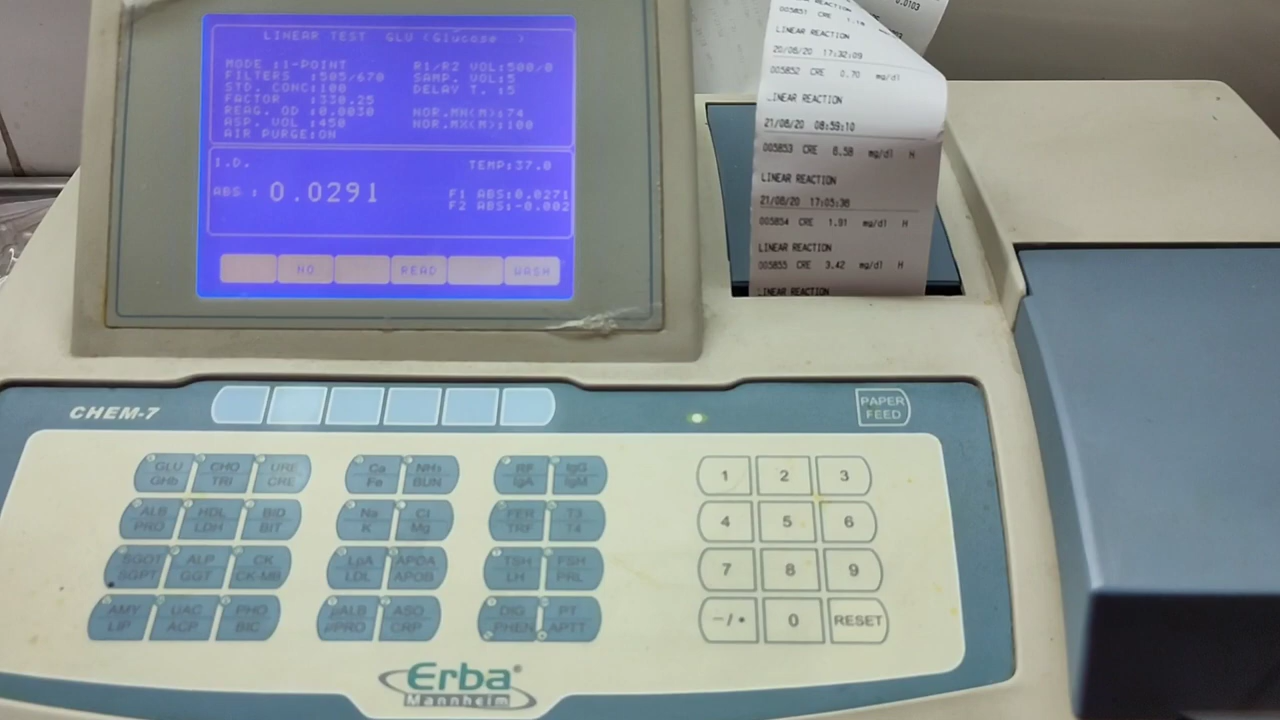 LINEAR TEST GLU (Glucose )
MODE :1-POINT R1/R2 VOL:500/0
FILTERS :505/670 SAMP. VOL:5
STD. CONC:100 DELAY T. :5
FACTOR :330.25
REAG. OD :0.0030 NOR.MN(M):74
ASP. VOL :450 NOR.MX(M):100
AIR PURGE:ON
I.D. TEMP:37.0
ABS : 0.0291 F1 ABS:0.0271
F2 ABS:-0.002
NO READ WASH
0.0103
005851 CRE
LINEAR REACTION
20/08/20 17:32:09
005852 CRE 0.70 mg/dl
LINEAR REACTION
21/08/20 08:59:10
005853 CRE 6.58 mg/dl H
LINEAR REACTION
21/08/20 17:05:36
005854 CRE 1.91 mg/dl H
LINEAR REACTION
005855 CRE 3.42 mg/dl H
LINEAR REACTION
CHEM-7
PAPER FEED
GLU CHO URE Ca NH3 RF IgG 1 2 3
GHb TRI CRE Fe BUN IgA IgM
ALB HDL BID Na Cl FER T3 4 5 6
PRO LDH BIT K Mg TRF T4
SGOT ALP CK LpA APOA TSH FSH 7 8 9
SGPT GGT CK-MB LDL APOB LH PRL
AMY UAC PHO µALB ASO DIG PT -/• 0 RESET
LIP ACP BIC µPRO CRP PHEN APTT
Erba®
Mannheim